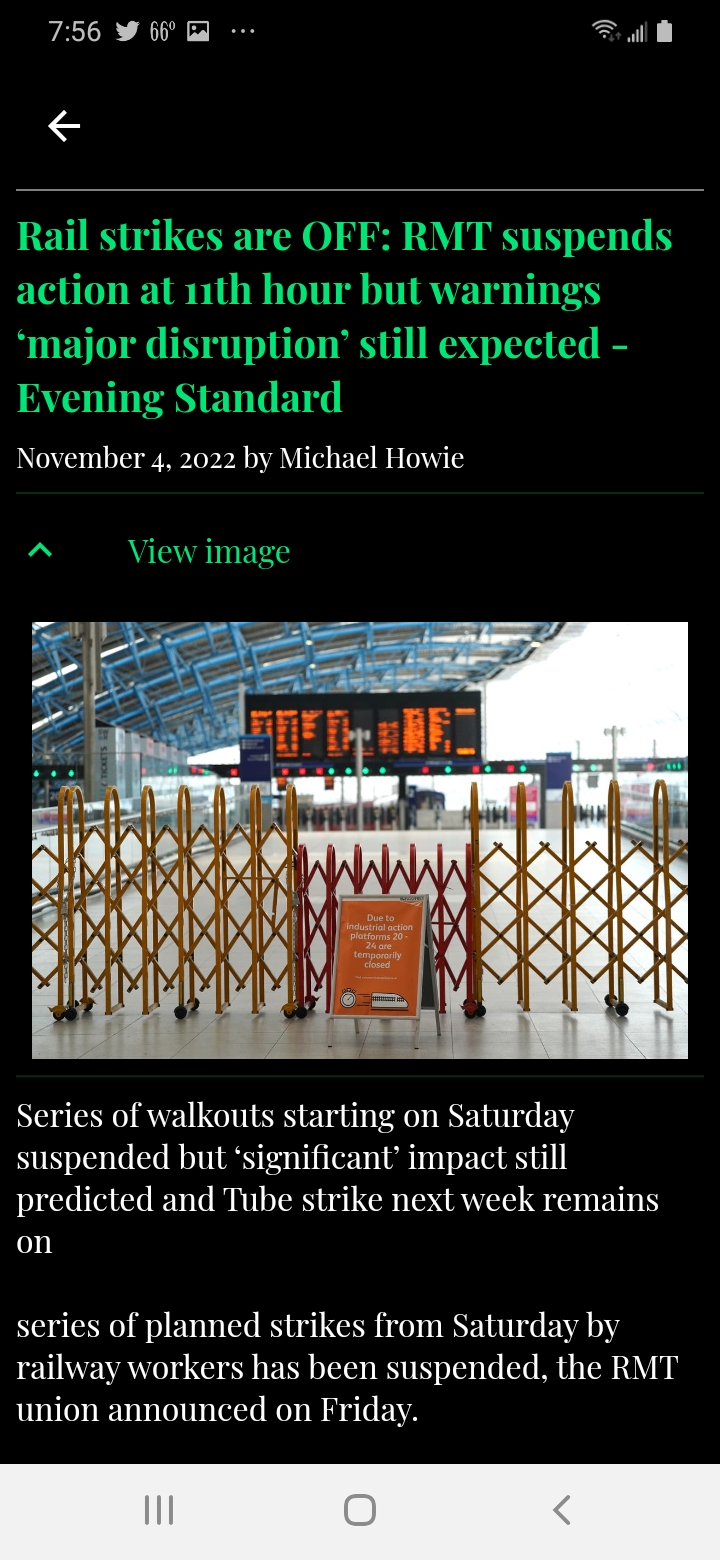 7:56 66º
Rail strikes are OFF: RMT suspends
action at 11th hour but warnings
‘major disruption’ still expected -
Evening Standard
November 4, 2022 by Michael Howie
View image
TICKETS
Due to
industrial action
platforms 20 -
24 are
temporarily
closed
Series of walkouts starting on Saturday
suspended but ‘significant’ impact still
predicted and Tube strike next week remains
on
series of planned strikes from Saturday by
railway workers has been suspended, the RMT
union announced on Friday.